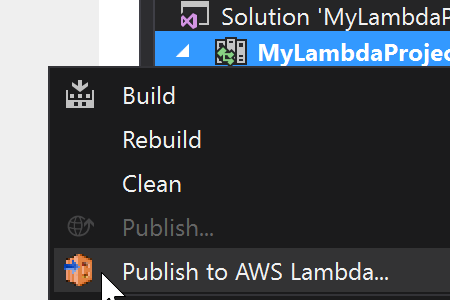 Solution 'MyLambdaP
MyLambdaProjec
Build
Rebuild
Clean
Publish...
Publish to AWS Lambda...